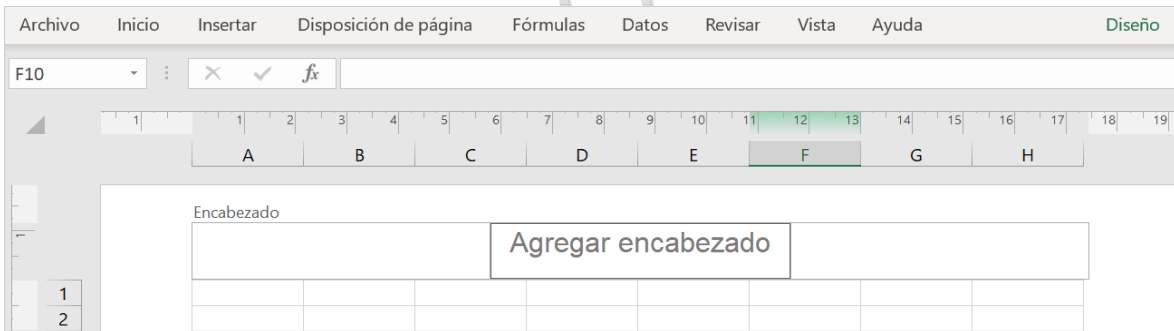 Archivo Inicio Insertar Disposición de página Fórmulas Datos Revisar Vista Ayuda Diseño
F10 fx
1 1 2 3 4 5 6 7 8 9 10 11 12 13 14 15 16 17 18 19
A B C D E F G H
Encabezado
1 Agregar encabezado
1
2